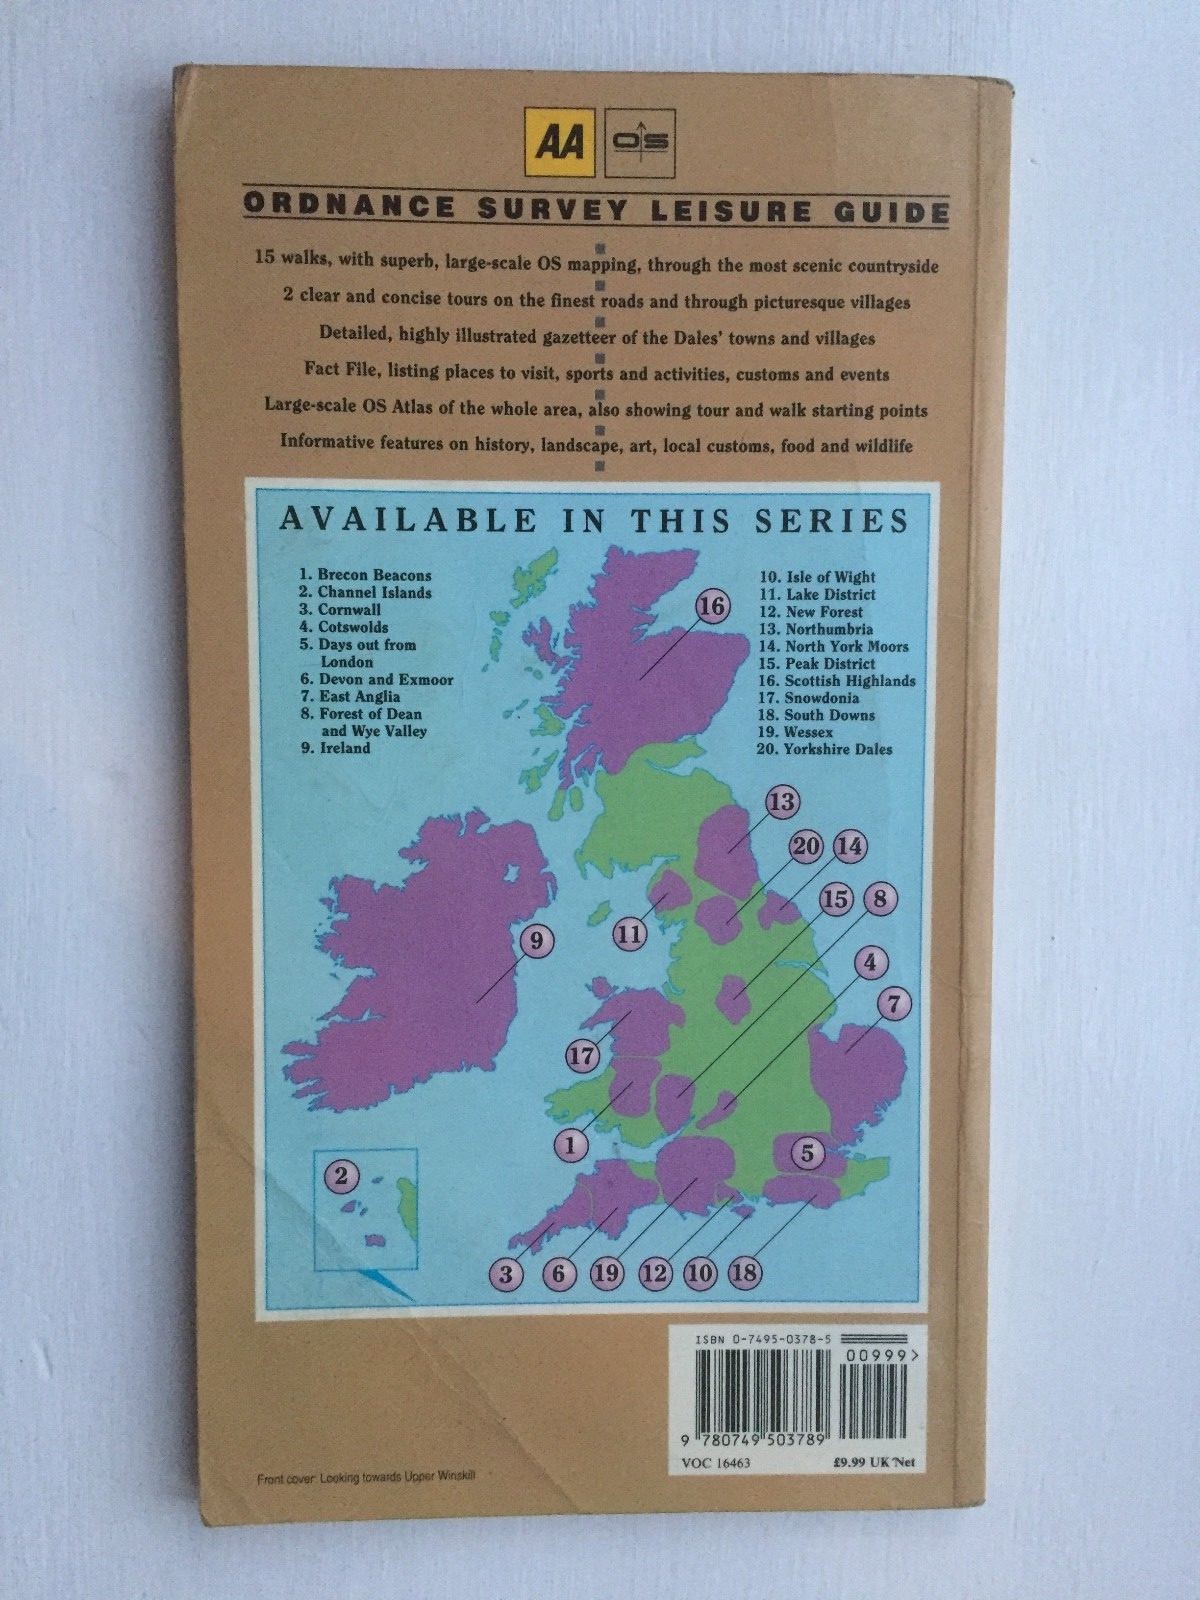 AA OS
ORDNANCE SURVEY LEISURE GUIDE
15 walks, with superb, large-scale OS mapping, through the most scenic countryside
2 clear and concise tours on the finest roads and through picturesque villages
Detailed, highly illustrated gazetteer of the Dales' towns and villages
Fact File, listing places to visit, sports and activities, customs and events
Large-scale OS Atlas of the whole area, also showing tour and walk starting points
Informative features on history, landscape, art, local customs, food and wildlife
AVAILABLE IN THIS SERIES
1. Brecon Beacons
2. Channel Islands
3. Cornwall
4. Cotswolds
5. Days out from
London
6. Devon and Exmoor
7. East Anglia
8. Forest of Dean
and Wye Valley
9. Ireland
10. Isle of Wight
11. Lake District
12. New Forest
13. Northumbria
14. North York Moors
15. Peak District
16. Scottish Highlands
17. Snowdonia
18. South Downs
19. Wessex
20. Yorkshire Dales
16
13
20 14
15 8
11
9
4
7
17
1
5
2
3 6 19 12 10 18
ISBN 0-7495-0378-5
00999>
9 780749 503789
VOC 16463 £9.99 UK Net
Front cover: Looking towards Upper Winskill